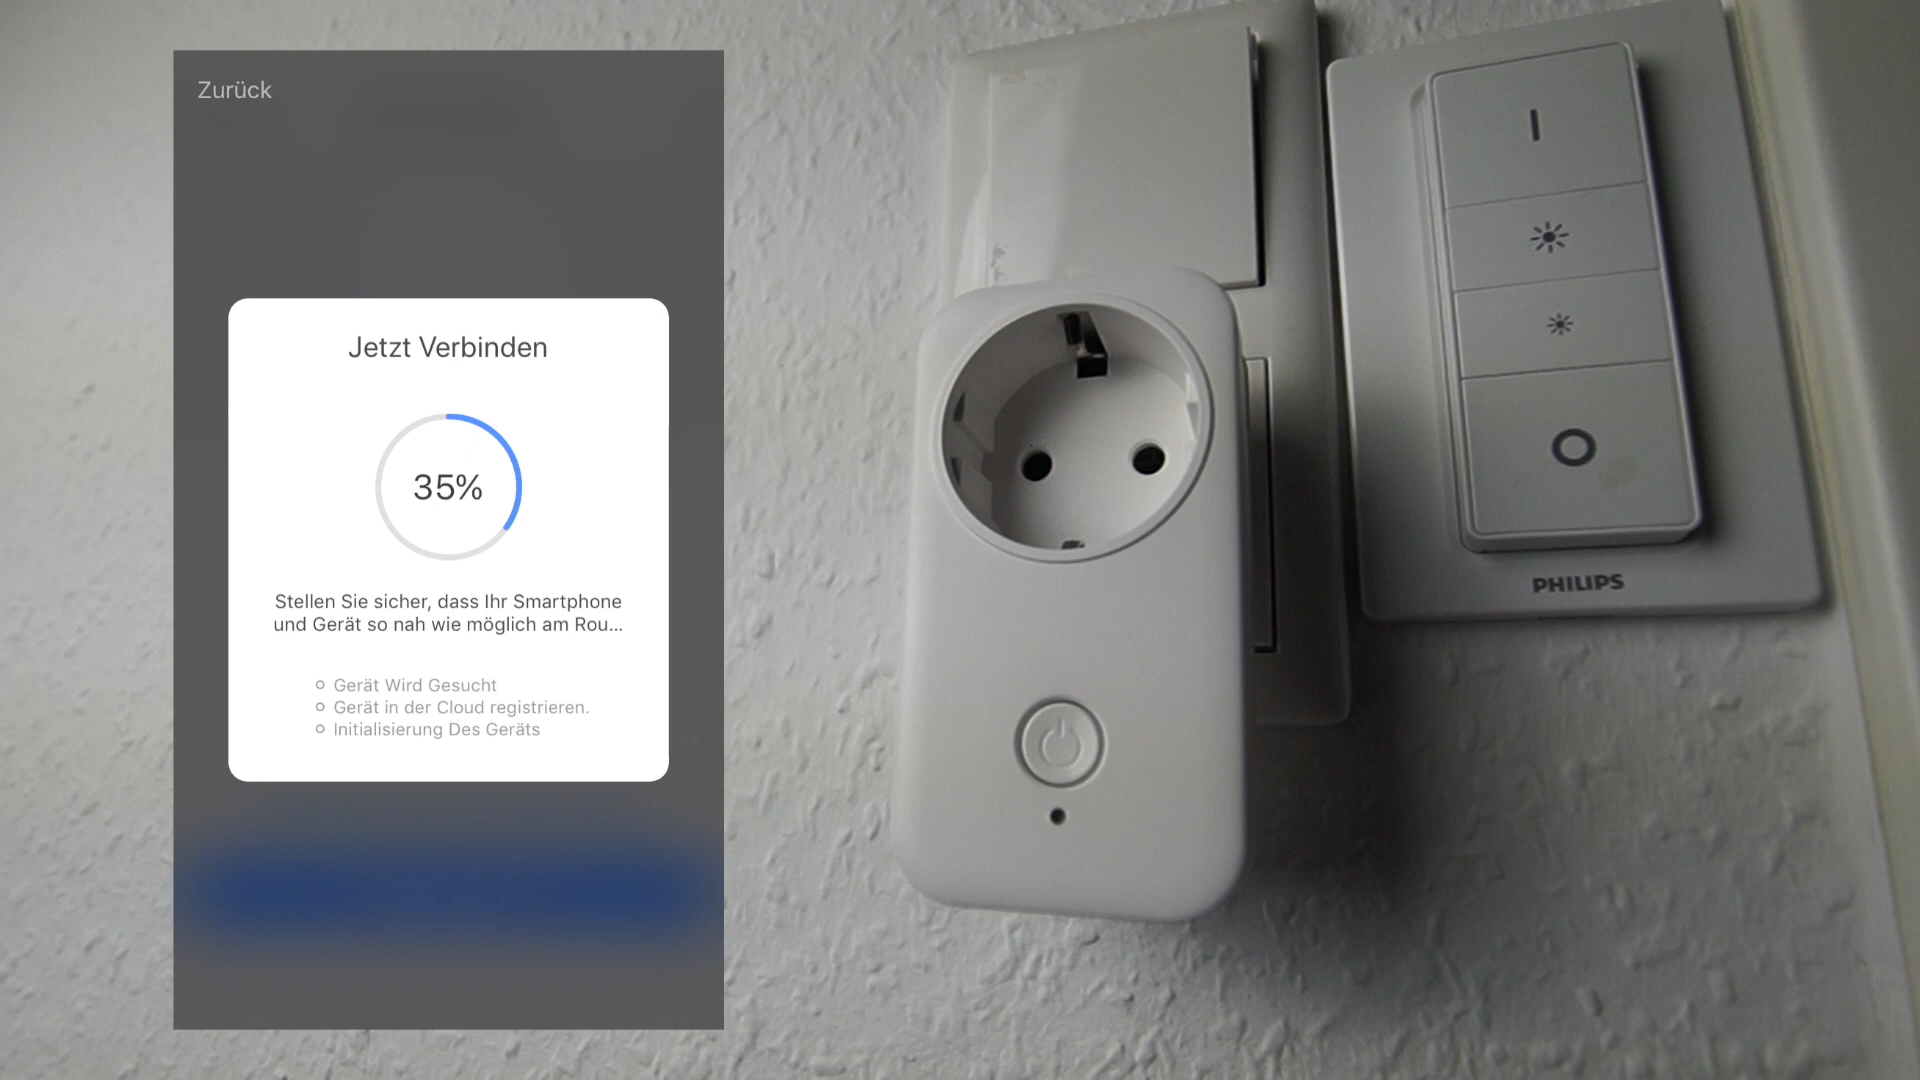 Zurück
Jetzt Verbinden
35%
Stellen Sie sicher, dass Ihr Smartphone
und Gerät so nah wie möglich am Rou...
Gerät Wird Gesucht
Gerät in der Cloud registrieren.
Initialisierung Des Geräts
PHILIPS